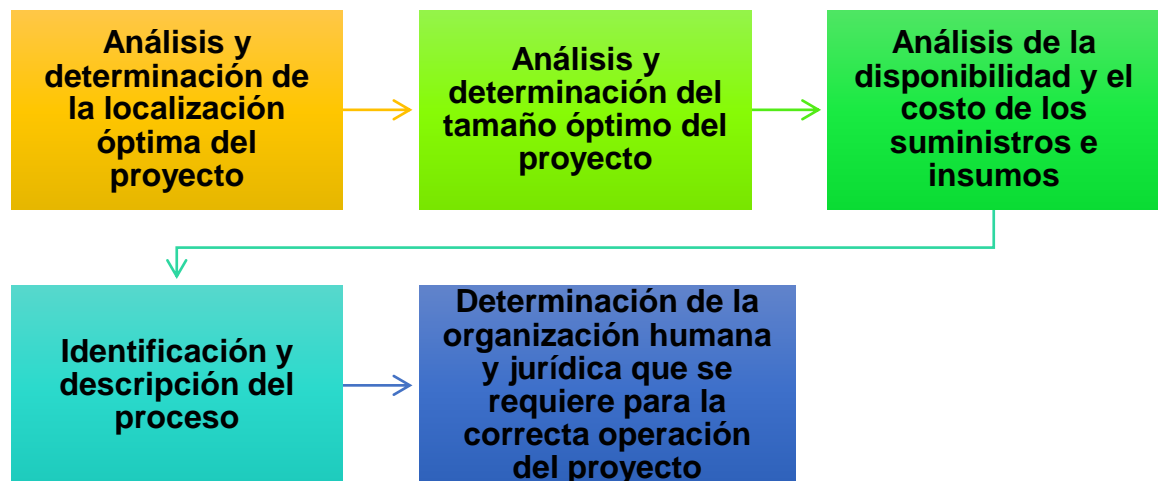 Análisis y
determinación de
la localización
óptima del
proyecto
Análisis y
determinación del
tamaño óptimo del
proyecto
Análisis de la
disponibilidad y el
costo de los
suministros e
insumos
Identificación y
descripción del
proceso
Determinación de la
organización humana
y jurídica que se
requiere para la
correcta operación
del proyecto